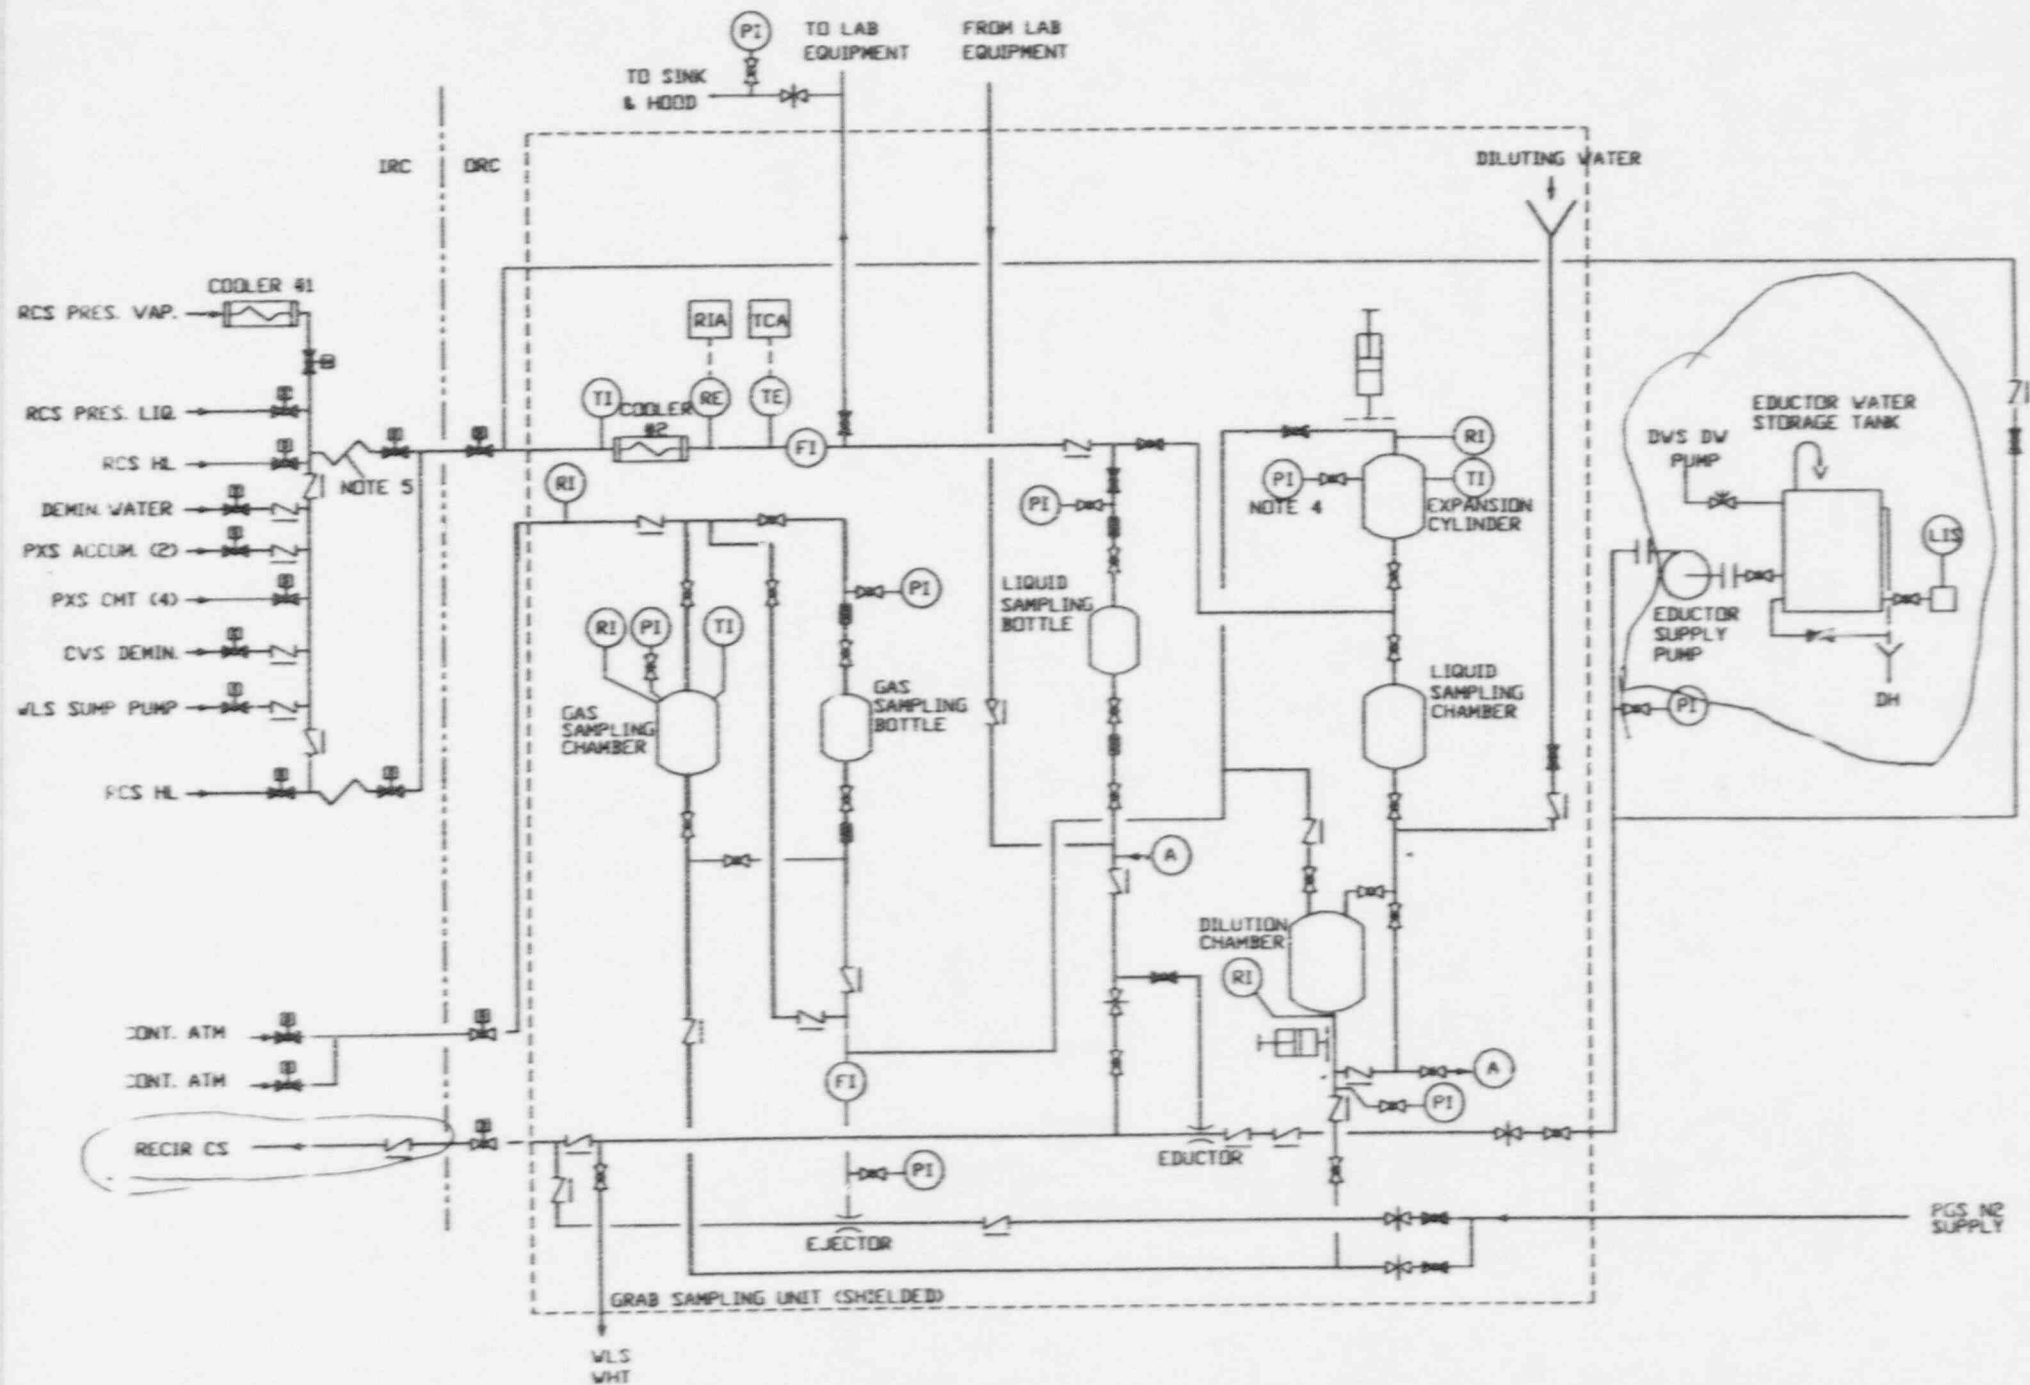 PI
TO LAB
EQUIPMENT
FROM LAB
EQUIPMENT
TO SINK
& HOOD
IRC
ORC
DILUTING WATER
COOLER #1
RCS PRES. VAP.
RIA
TCA
RCS PRES. LIQ.
TI
COOLER
#2
RE
TE
FI
RCS HL
NOTE 5
RI
DEMIN. WATER
PXS ACCUM. (2)
PXS CMT (4)
CVS DEMIN.
WLS SUMP PUMP
RCS HL
RI
TI
PI
NOTE 4
EXPANSION
CYLINDER
PI
EDUCTOR WATER
STORAGE TANK
DWS DW
PUMP
LIS
EDUCTOR
SUPPLY
PUMP
PI
DH
PI
LIQUID
SAMPLING
BOTTLE
RI
PI
TI
GAS
SAMPLING
CHAMBER
GAS
SAMPLING
BOTTLE
LIQUID
SAMPLING
CHAMBER
A
DILUTION
CHAMBER
RI
CONT. ATM
CONT. ATM
FI
A
PI
RECIR CS
EDUCTOR
PI
EJECTOR
PGS N2
SUPPLY
GRAB SAMPLING UNIT (SHIELDED)
WLS
WHT